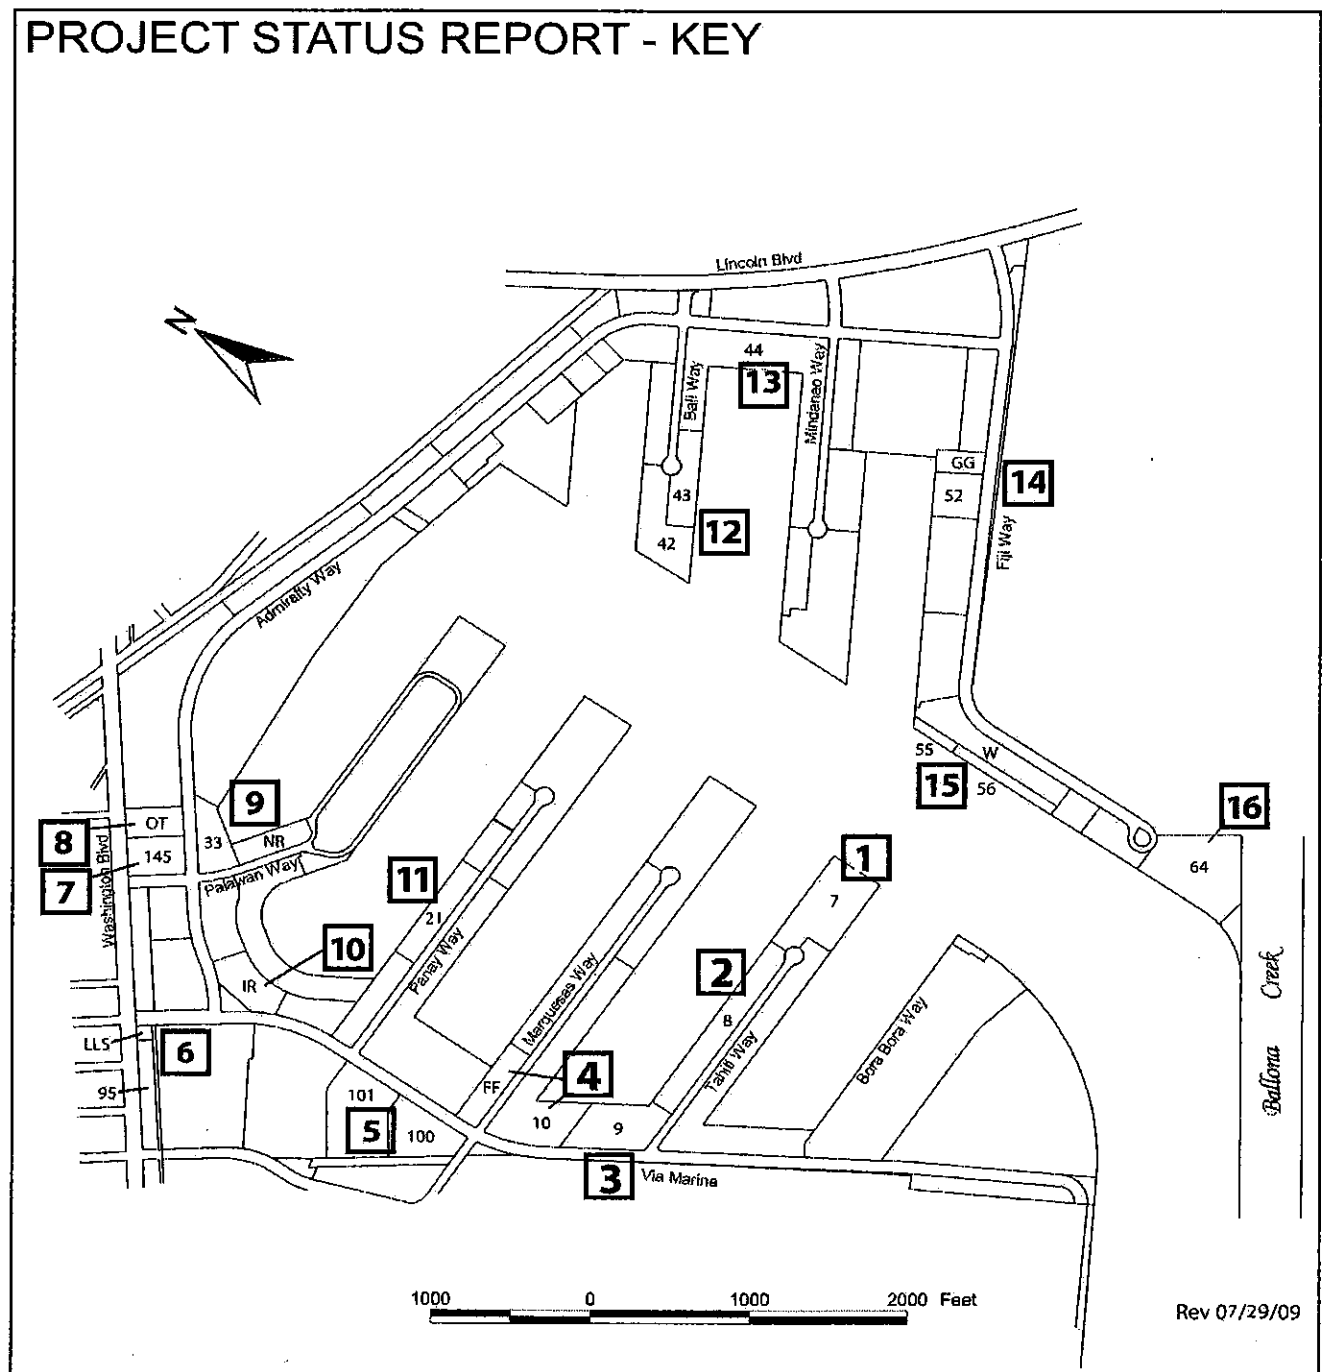 PROJECT STATUS REPORT - KEY
Lincoln Blvd
N
44
13
Bali Way
Mindanao Way
GG
14
52
43
12
42
Fiji Way
Admiralty Way
55
W
15
56
9
16
8
OT
33
NR
145
7
Washington Blvd
Palawan Way
1
64
11
7
21
10
Panay Way
2
IR
8
Marquesas Way
Ballona Creek
Bora Bora Way
LLS
6
Tahiti Way
4
FF
95
101
10
5
100
9
3
Via Marina
1000 0 1000 2000 Feet
Rev 07/29/09